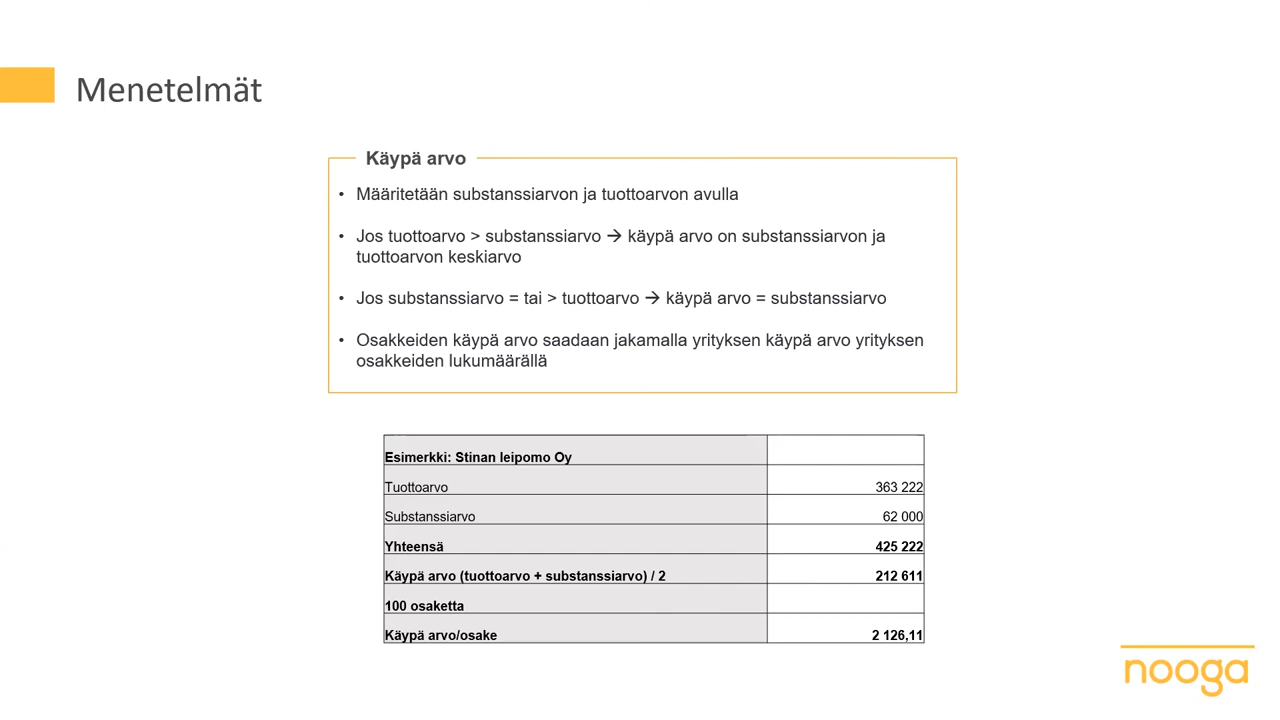 Menetelmät
Käypä arvo
• Määritetään substanssiarvon ja tuottoarvon avulla
• Jos tuottoarvo > substanssiarvo → käypä arvo on substanssiarvon ja
tuottoarvon keskiarvo
• Jos substanssiarvo = tai > tuottoarvo → käypä arvo = substanssiarvo
• Osakkeiden käypä arvo saadaan jakamalla yrityksen käypä arvo yrityksen
osakkeiden lukumäärällä
Esimerkki: Stinan leipomo Oy
Tuottoarvo 363 222
Substanssiarvo 62 000
Yhteensä 425 222
Käypä arvo (tuottoarvo + substanssiarvo) / 2 212 611
100 osaketta
Käypä arvo/osake 2 126,11
nooga